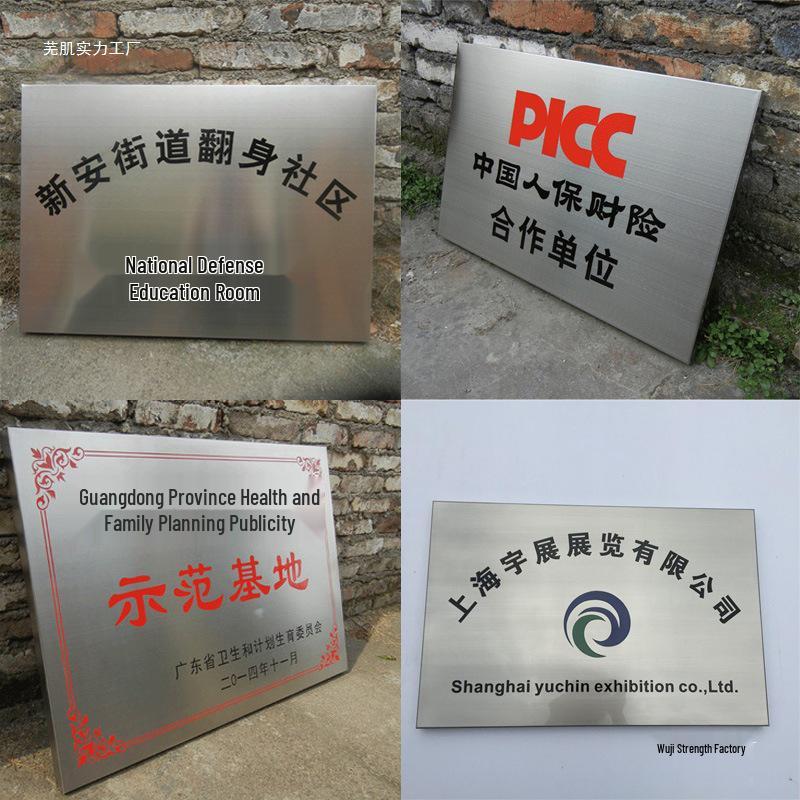 芜肌实力工厂
新安街道翻身社区
National Defense
Education Room
PICC
中国人保财险
合作单位
Guangdong Province Health and
Family Planning Publicity
示范基地
广东省卫生和计划生育委员会
二〇一四年十一月
上海宇展展览有限公司
Shanghai yuchin exhibition co.,Ltd.
Wuji Strength Factory